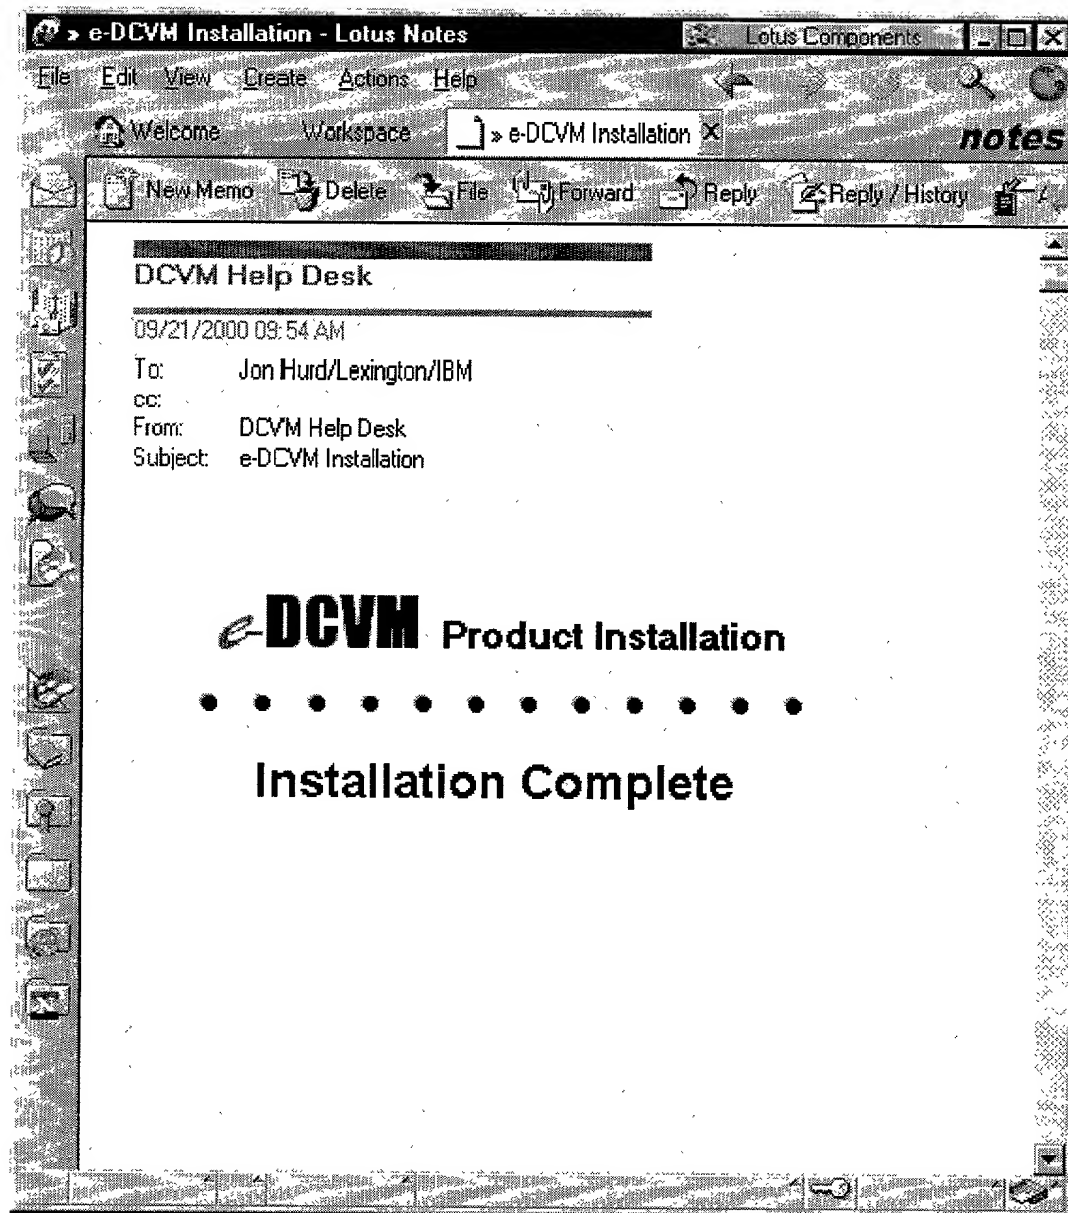 » e-DCVM Installation - Lotus Notes Lotus Components
File Edit View Create Actions Help
Welcome Workspace » e-DCVM Installation notes
New Memo Delete File Forward Reply Reply / History
DCVM Help Desk
09/21/2000 09:54 AM
To: Jon Hurd/Lexington/IBM
cc:
From: DCVM Help Desk
Subject: e-DCVM Installation
e-DCVM Product Installation
Installation Complete